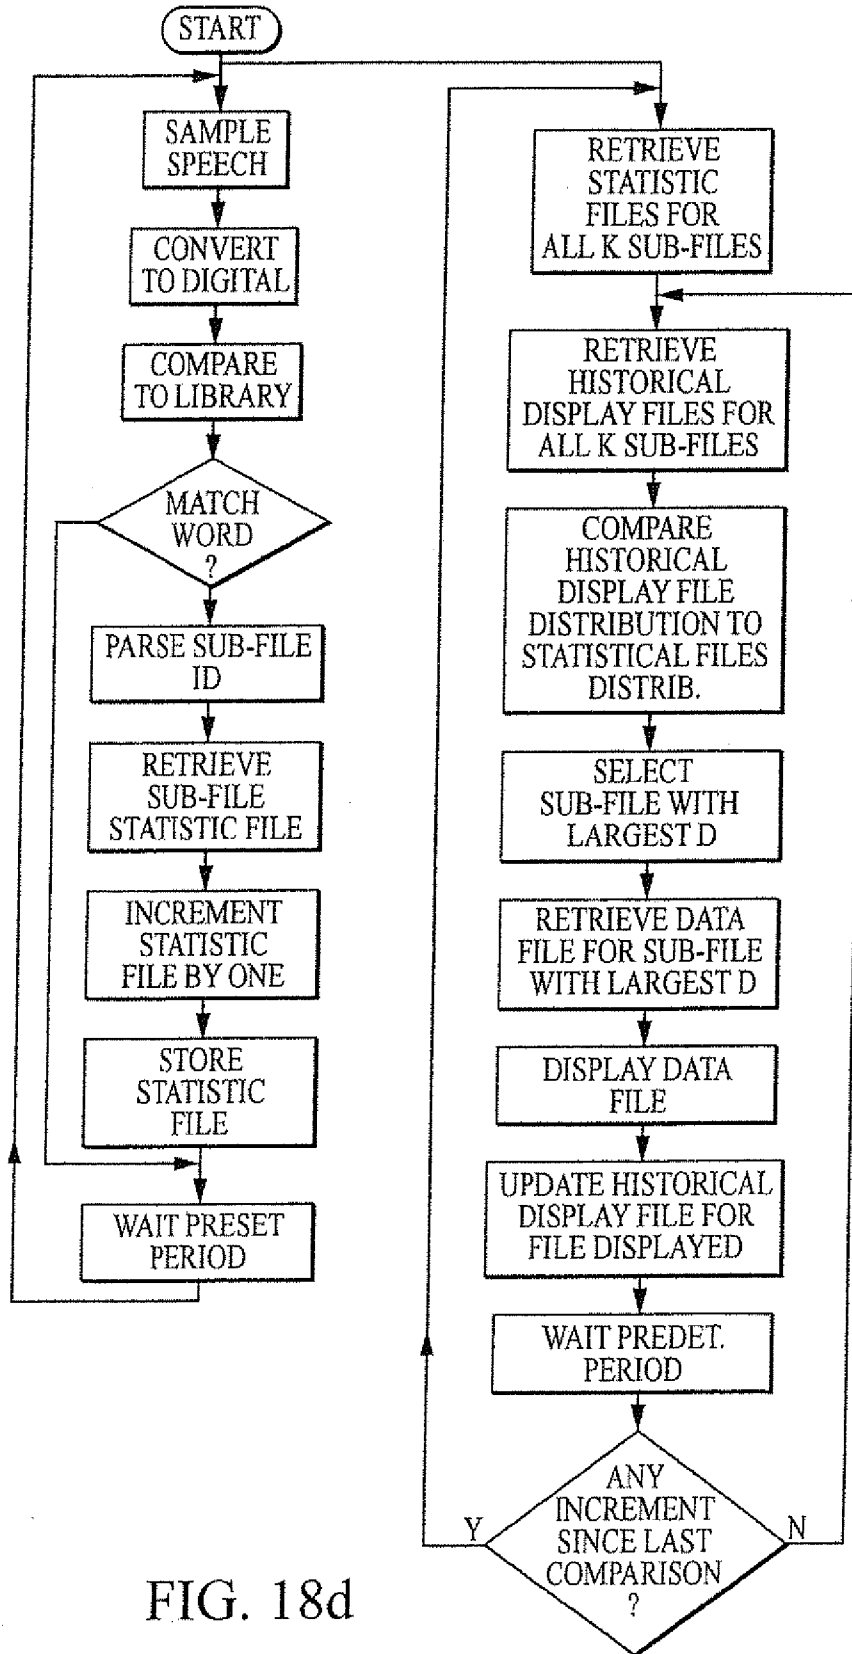 START
SAMPLE
SPEECH
CONVERT
TO DIGITAL
COMPARE
TO LIBRARY
MATCH
WORD
?
PARSE SUB-FILE
ID
RETRIEVE
SUB-FILE
STATISTIC FILE
INCREMENT
STATISTIC
FILE BY ONE
STORE
STATISTIC
FILE
WAIT PRESET
PERIOD
RETRIEVE
STATISTIC
FILES FOR
ALL K SUB-FILES
RETRIEVE
HISTORICAL
DISPLAY FILES FOR
ALL K SUB-FILES
COMPARE
HISTORICAL
DISPLAY FILE
DISTRIBUTION TO
STATISTICAL FILES
DISTRIB.
SELECT
SUB-FILE WITH
LARGEST D
RETRIEVE DATA
FILE FOR SUB-FILE
WITH LARGEST D
DISPLAY DATA
FILE
UPDATE HISTORICAL
DISPLAY FILE FOR
FILE DISPLAYED
WAIT PREDET.
PERIOD
ANY
INCREMENT
SINCE LAST
COMPARISON
?
Y
N
FIG. 18d